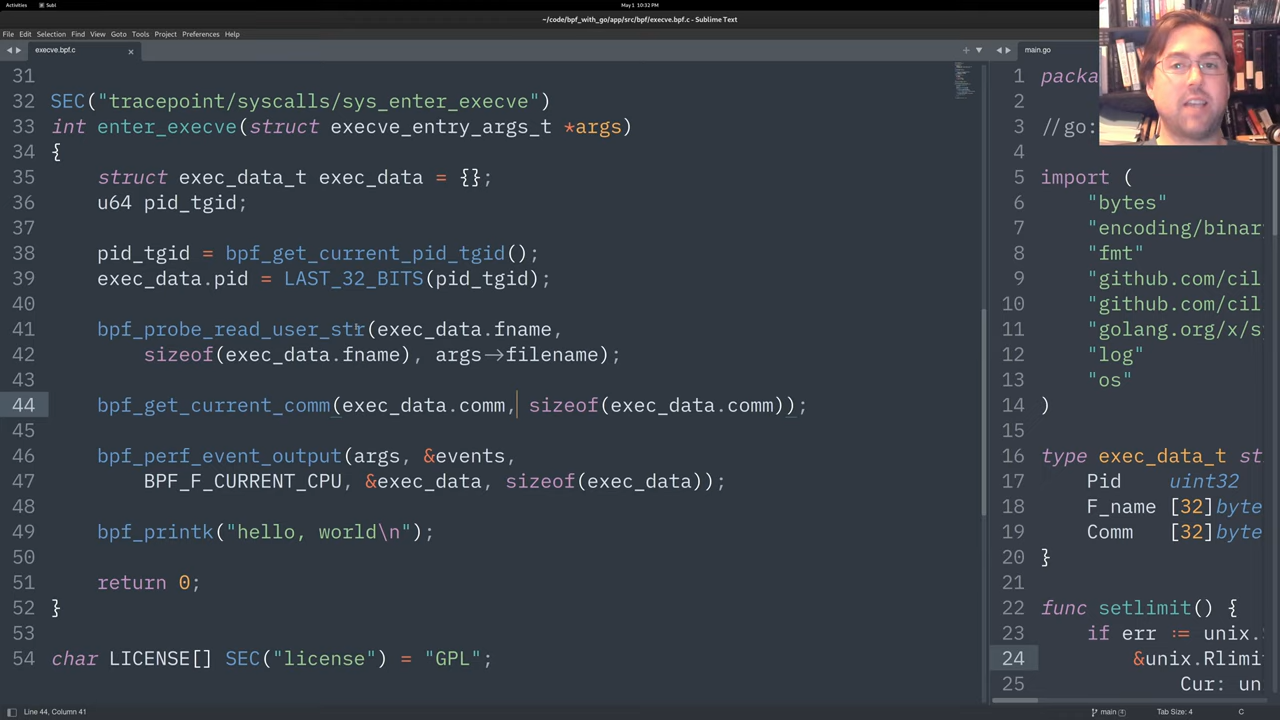 Activities
Subl
May 1 10:32 PM
~/code/bpf_with_go/app/src/bpf/execve.bpf.c - Sublime Text
File Edit Selection Find View Goto Tools Project Preferences Help
execve.bpf.c
31
32 SEC("tracepoint/syscalls/sys_enter_execve")
33 int enter_execve(struct execve_entry_args_t *args)
34 {
35 struct exec_data_t exec_data = {};
36 u64 pid_tgid;
37
38 pid_tgid = bpf_get_current_pid_tgid();
39 exec_data.pid = LAST_32_BITS(pid_tgid);
40
41 bpf_probe_read_user_str(exec_data.fname,
42 sizeof(exec_data.fname), args->filename);
43
44 bpf_get_current_comm(exec_data.comm, sizeof(exec_data.comm));
45
46 bpf_perf_event_output(args, &events,
47 BPF_F_CURRENT_CPU, &exec_data, sizeof(exec_data));
48
49 bpf_printk("hello, world\n");
50
51 return 0;
52 }
53
54 char LICENSE[] SEC("license") = "GPL";
main.go
1 packa
2
3 //go:
4
5 import (
6 "bytes"
7 "encoding/binar
8 "fmt"
9 "github.com/cil
10 "github.com/cil
11 "golang.org/x/s
12 "log"
13 "os"
14 )
15
16 type exec_data_t st
17 Pid uint32
18 F_name [32]byte
19 Comm [32]byte
20 }
21
22 func setlimit() {
23 if err := unix.
24 &unix.Rlimi
25 Cur: un
Line 44, Column 41
main
Tab Size: 4
C